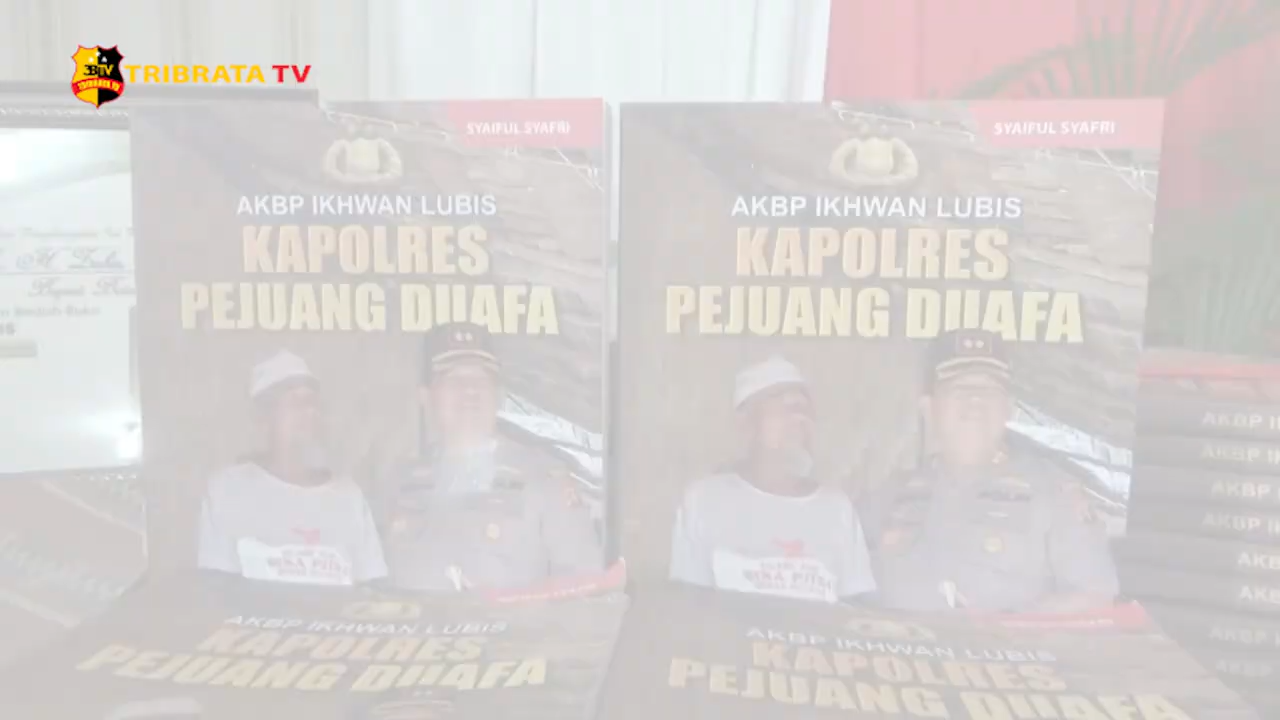 TRIBRATA TV
SYAIFUL SYAFRI
AKBP IKHWAN LUBIS
KAPOLRES
PEJUANG DUAFA
SYAIFUL SYAFRI
AKBP IKHWAN LUBIS
KAPOLRES
PEJUANG DUAFA
AKBP
AKBP
AKBP
AKBP
AKBP
AKBP
AKBP IKHWAN LUBIS
KAPOLRES
PEJUANG DUAFA
AKBP IKHWAN LUBIS
KAPOLRES
PEJUANG DUAFA